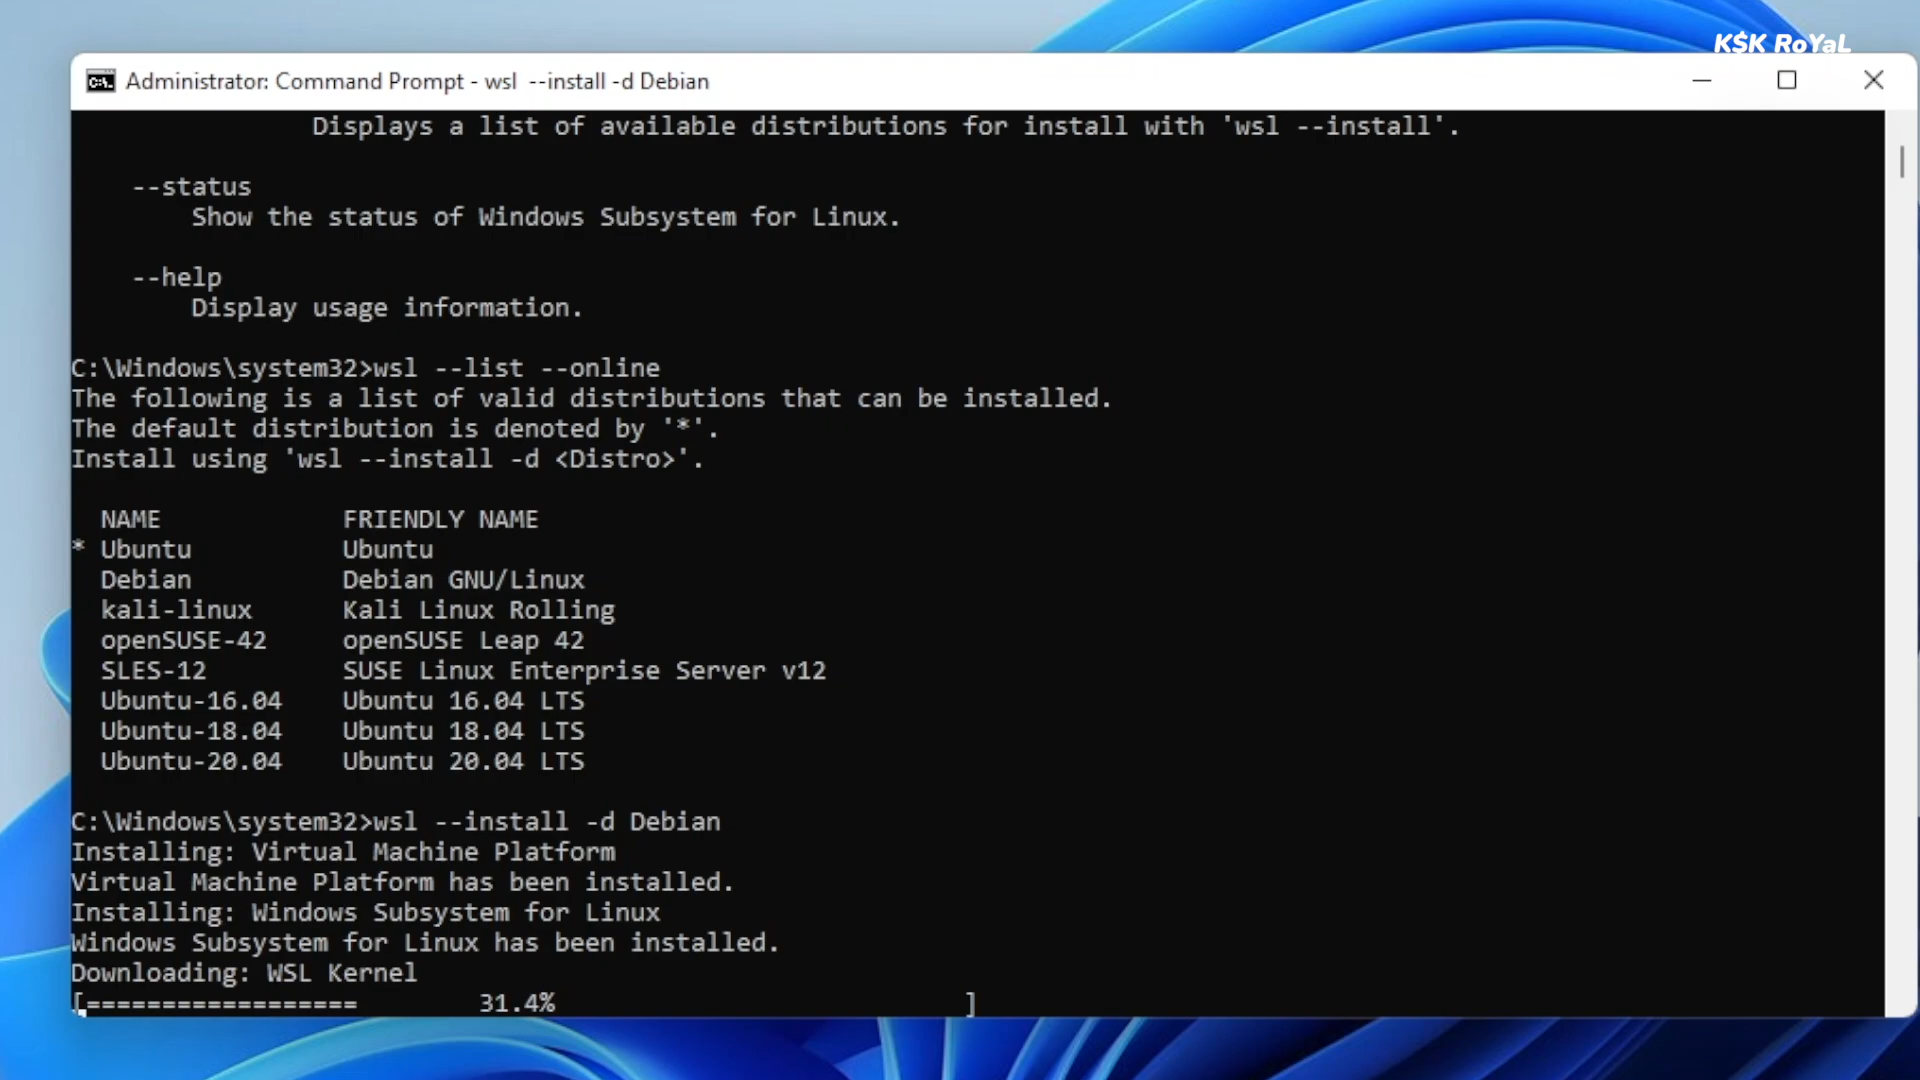 K$K RoYaL
Administrator: Command Prompt - wsl  --install -d Debian
                Displays a list of available distributions for install with 'wsl --install'.
    --status
        Show the status of Windows Subsystem for Linux.
    --help
        Display usage information.
C:\Windows\system32>wsl --list --online
The following is a list of valid distributions that can be installed.
The default distribution is denoted by '*'.
Install using 'wsl --install -d <Distro>'.
  NAME            FRIENDLY NAME
* Ubuntu          Ubuntu
  Debian          Debian GNU/Linux
  kali-linux      Kali Linux Rolling
  openSUSE-42     openSUSE Leap 42
  SLES-12         SUSE Linux Enterprise Server v12
  Ubuntu-16.04    Ubuntu 16.04 LTS
  Ubuntu-18.04    Ubuntu 18.04 LTS
  Ubuntu-20.04    Ubuntu 20.04 LTS
C:\Windows\system32>wsl --install -d Debian
Installing: Virtual Machine Platform
Virtual Machine Platform has been installed.
Installing: Windows Subsystem for Linux
Windows Subsystem for Linux has been installed.
Downloading: WSL Kernel
[==================        31.4%                           ]